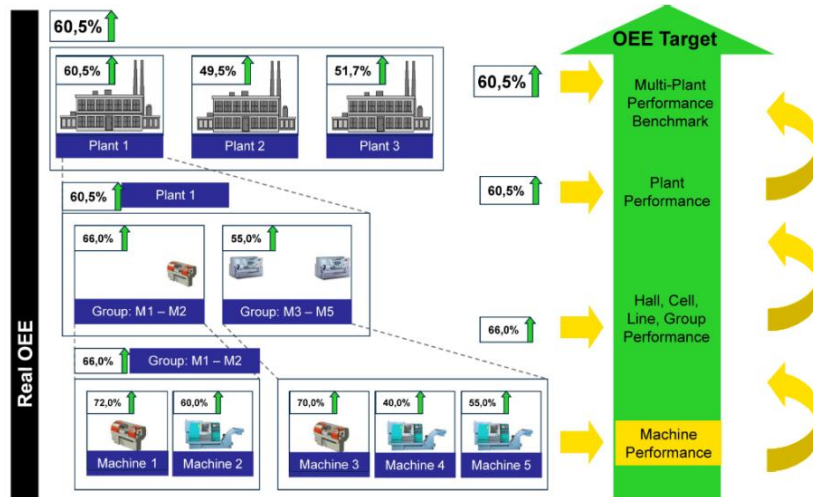 60,5%
60,5%
49,5%
51,7%
Plant 1
Plant 2
Plant 3
60,5%
Plant 1
66,0%
55,0%
Group: M1 – M2
Group: M3 – M5
66,0%
Group: M1 – M2
72,0%
60,0%
70,0%
40,0%
55,0%
Machine 1
Machine 2
Machine 3
Machine 4
Machine 5
Real OEE
OEE Target
60,5%
Multi-Plant
Performance
Benchmark
60,5%
Plant
Performance
66,0%
Hall, Cell,
Line, Group
Performance
Machine
Performance